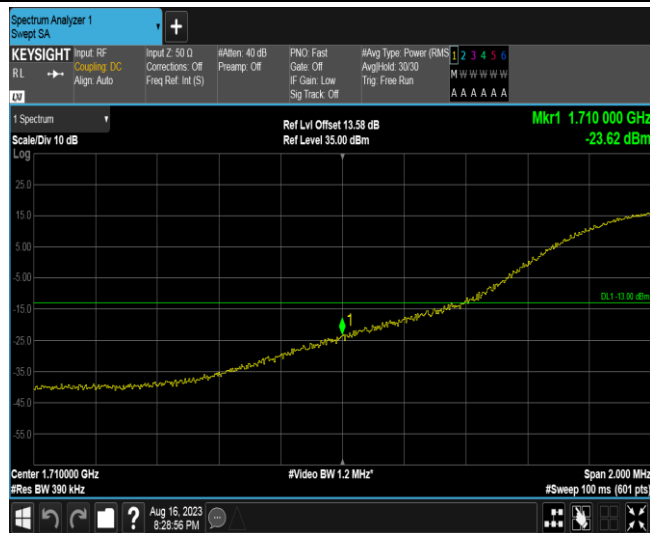 Spectrum Analyzer 1
Swept SA
KEYSIGHT
RL
Input: RF
Coupling: DC
Align: Auto
Input Z: 50 Ω
Corrections: Off
Freq Ref: Int (S)
#Atten: 40 dB
Preamp: Off
PNO: Fast
Gate: Off
IF Gain: Low
Sig Track: Off
#Avg Type: Power (RMS
Avg|Hold: 30/30
Trig: Free Run
1 2 3 4 5 6
M W W W W W
A A A A A A
LXI
1 Spectrum
Scale/Div 10 dB
Log
Ref Lvl Offset 13.58 dB
Ref Level 35.00 dBm
Mkr1 1.710 000 GHz
-23.62 dBm
25.0
15.0
5.00
-5.00
DL1 -13.00 dBm
-15.0
1
-25.0
-35.0
-45.0
-55.0
Center 1.710000 GHz
#Video BW 1.2 MHz*
Span 2.000 MHz
#Res BW 390 kHz
#Sweep 100 ms (601 pts)
Aug 16, 2023
8:28:56 PM